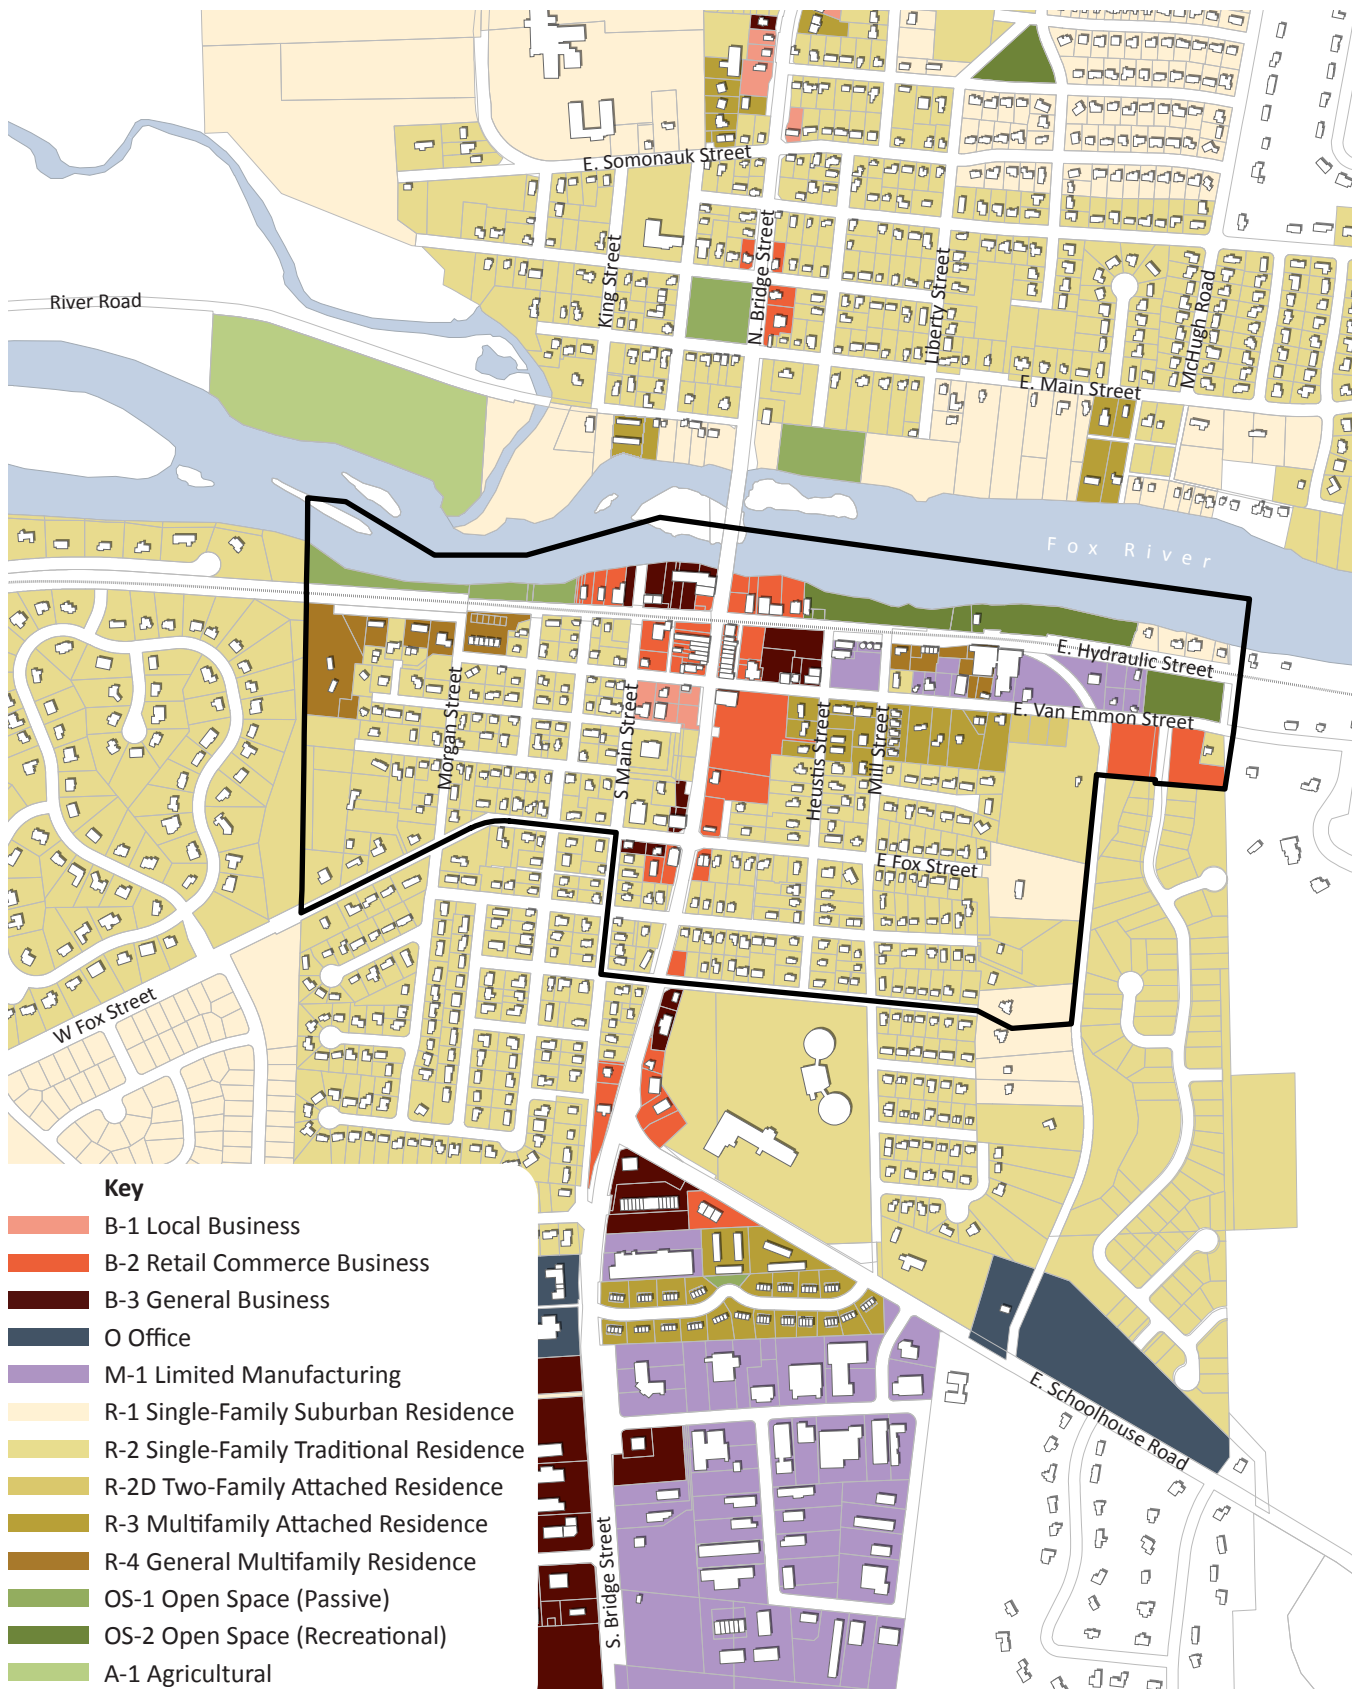 E. Somonauk Street
N. Bridge Street
King Street
Liberty Street
McHugh Road
River Road
E. Main Street
Fox River
E. Hydraulic Street
E. Van Emmon Street
Morgan Street
S Main Street
Heustis Street
Mill Street
E Fox Street
W Fox Street
E. Schoolhouse Road
S. Bridge Street
Key
B-1 Local Business
B-2 Retail Commerce Business
B-3 General Business
O Office
M-1 Limited Manufacturing
R-1 Single-Family Suburban Residence
R-2 Single-Family Traditional Residence
R-2D Two-Family Attached Residence
R-3 Multifamily Attached Residence
R-4 General Multifamily Residence
OS-1 Open Space (Passive)
OS-2 Open Space (Recreational)
A-1 Agricultural